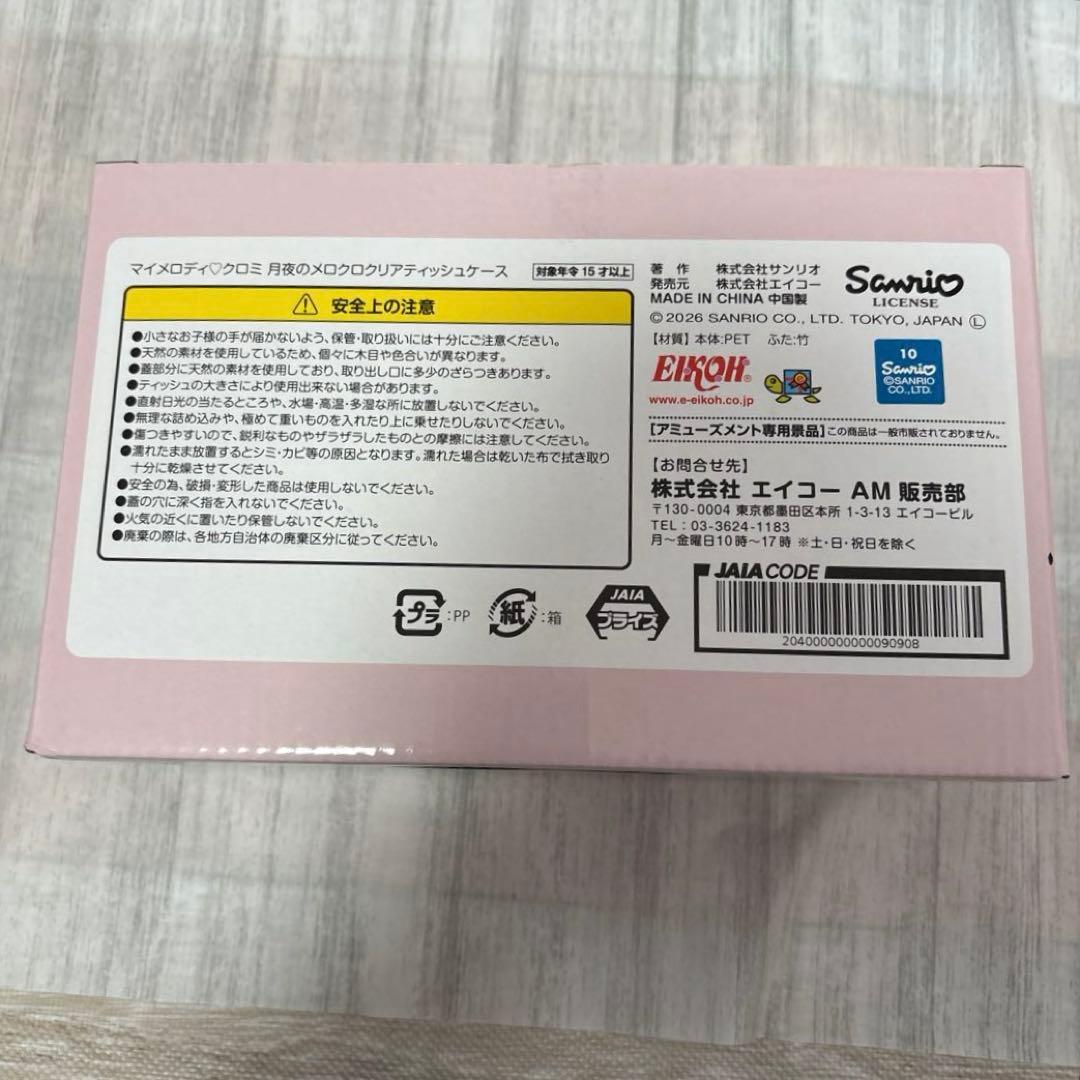 マイメロディ♡クロミ 月夜のメロクロクリアティッシュケース
対象年令15才以上
安全上の注意
●小さなお子様の手が届かないよう、保管・取り扱いには十分にご注意ください。
●天然の素材を使用しているため、個々に木目や色合いが異なります。
●蓋部分に天然の素材を使用しており、取り出し口に多少のざらつきあります。
●ティッシュの大きさにより使用出来ない場合があります。
●直射日光の当たるところや、水場・高温・多湿な所に放置しないでください。
●無理な詰め込みや、極めて重いものを入れたり上に乗せたりしないでください。
●傷つきやすいので、鋭利なものやザラザラしたものとの摩擦には注意してください。
●濡れたまま放置するとシミ・カビ等の原因となります。濡れた場合は乾いた布で拭き取り
十分に乾燥させてください。
●安全の為、破損・変形した商品は使用しないでください。
●蓋の穴に深く指を入れないでください。
●火気の近くに置いたり保管しないでください。
●廃棄の際は、各地方自治体の廃棄区分に従ってください。
プラ:PP
紙:箱
JAIA
プライズ
著作 株式会社サンリオ
発売元 株式会社エイコー
MADE IN CHINA 中国製
Sanrio
LICENSE
©2026 SANRIO CO., LTD. TOKYO, JAPAN Ⓛ
【材質】本体:PET ふた:竹
EIKOH®
www.e-eikoh.co.jp
10
Sanrio
©SANRIO
CO., LTD.
【アミューズメント専用景品】この商品は一般市販されておりません。
【お問合せ先】
株式会社 エイコー AM 販売部
〒130-0004 東京都墨田区本所 1-3-13 エイコービル
TEL：03-3624-1183
月〜金曜日10時〜17時 ※土・日・祝日を除く
JAIA CODE
204000000000090908